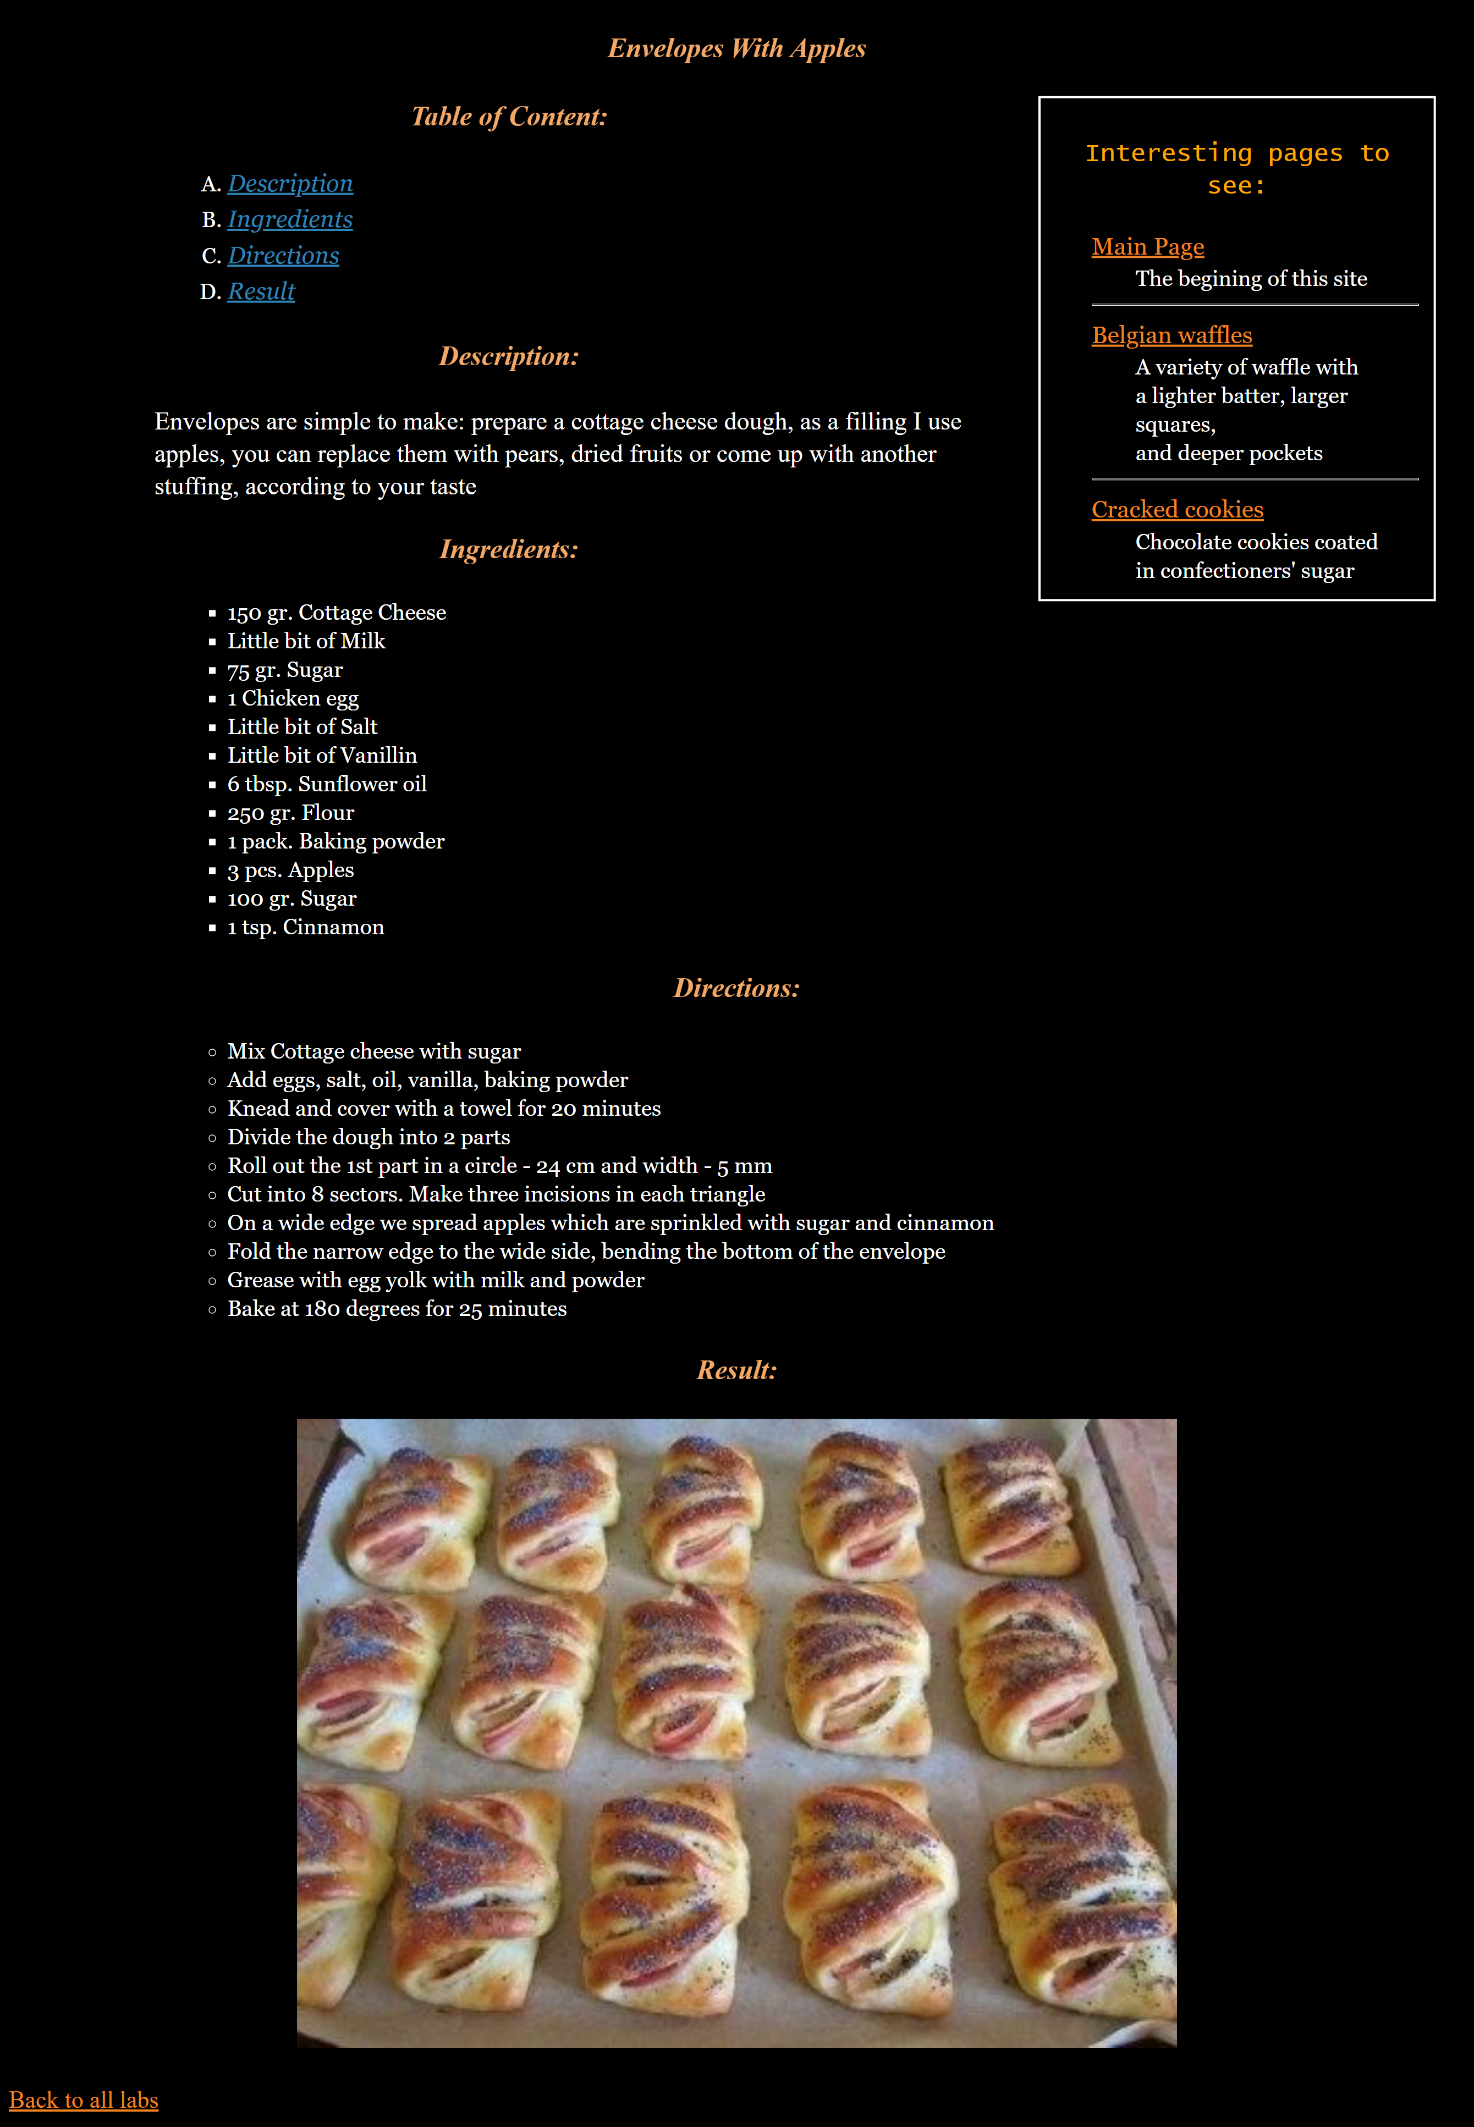 Envelopes With Apples
Table of Content:
A. Description
B. Ingredients
C. Directions
D. Result
Interesting pages to
see:
Main Page
The begining of this site
Belgian waffles
A variety of waffle with
a lighter batter, larger
squares,
and deeper pockets
Cracked cookies
Chocolate cookies coated
in confectioners' sugar
Description:
Envelopes are simple to make: prepare a cottage cheese dough, as a filling I use
apples, you can replace them with pears, dried fruits or come up with another
stuffing, according to your taste
Ingredients:
150 gr. Cottage Cheese
Little bit of Milk
75 gr. Sugar
1 Chicken egg
Little bit of Salt
Little bit of Vanillin
6 tbsp. Sunflower oil
250 gr. Flour
1 pack. Baking powder
3 pcs. Apples
100 gr. Sugar
1 tsp. Cinnamon
Directions:
Mix Cottage cheese with sugar
Add eggs, salt, oil, vanilla, baking powder
Knead and cover with a towel for 20 minutes
Divide the dough into 2 parts
Roll out the 1st part in a circle - 24 cm and width - 5 mm
Cut into 8 sectors. Make three incisions in each triangle
On a wide edge we spread apples which are sprinkled with sugar and cinnamon
Fold the narrow edge to the wide side, bending the bottom of the envelope
Grease with egg yolk with milk and powder
Bake at 180 degrees for 25 minutes
Result:
Back to all labs